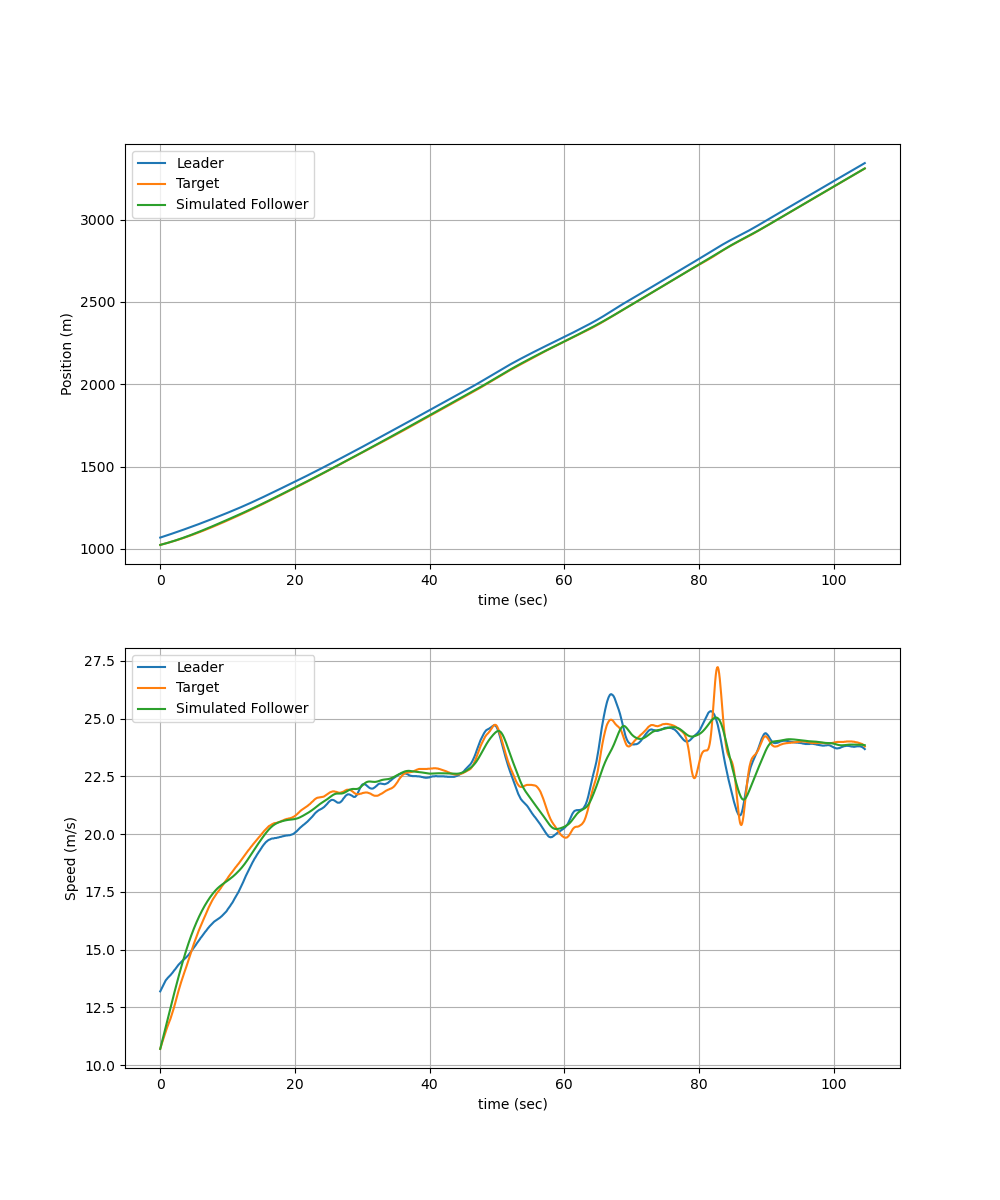 Leader
Target
Simulated Follower
3000
2500
2000
1500
1000
Position (m)
0 20 40 60 80 100
time (sec)
Leader
Target
Simulated Follower
27.5
25.0
22.5
20.0
17.5
15.0
12.5
10.0
Speed (m/s)
0 20 40 60 80 100
time (sec)